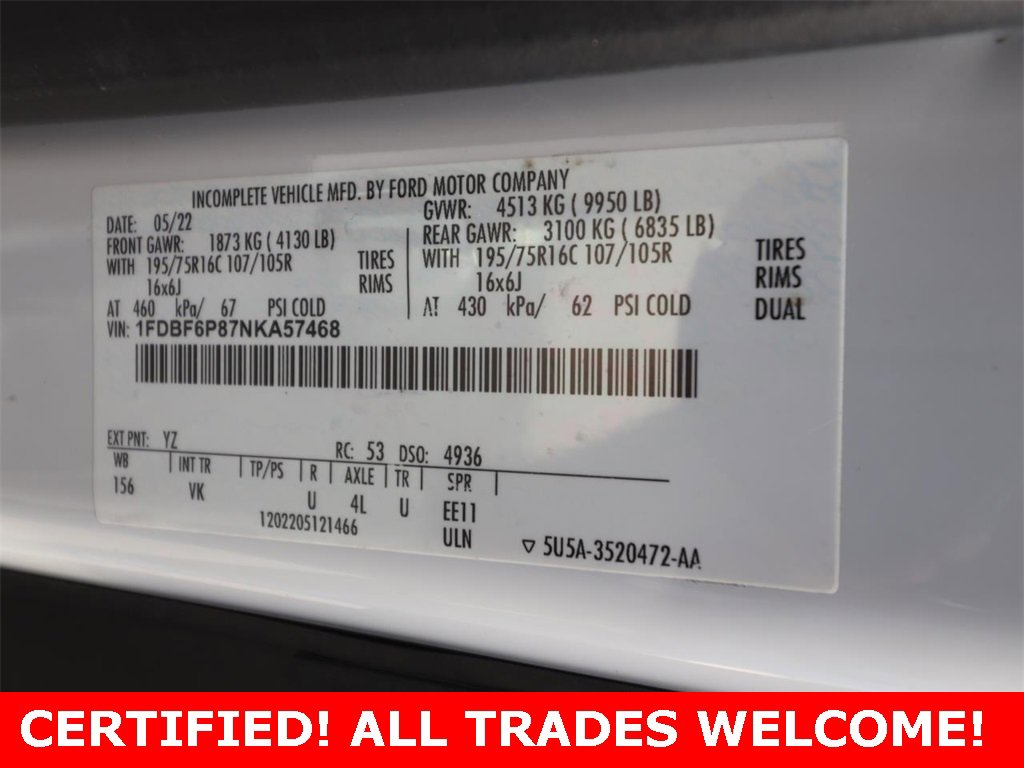 INCOMPLETE VEHICLE MFD. BY FORD MOTOR COMPANY
DATE: 05/22 GVWR: 4513 KG ( 9950 LB)
FRONT GAWR: 1873 KG ( 4130 LB) REAR GAWR: 3100 KG ( 6835 LB)
WITH 195/75R16C 107/105R TIRES WITH 195/75R16C 107/105R TIRES
16x6J RIMS 16x6J RIMS
AT 460 kPa/ 67 PSI COLD AT 430 kPa/ 62 PSI COLD DUAL
VIN: 1FDBF6P87NKA57468
EXT PNT: YZ RC: 53 DSO: 4936
WB INT TR TP/PS R AXLE TR SPR
156 VK U 4L U EE11
1202205121466 ULN ▽ 5U5A-3520472-AA
CERTIFIED! ALL TRADES WELCOME!